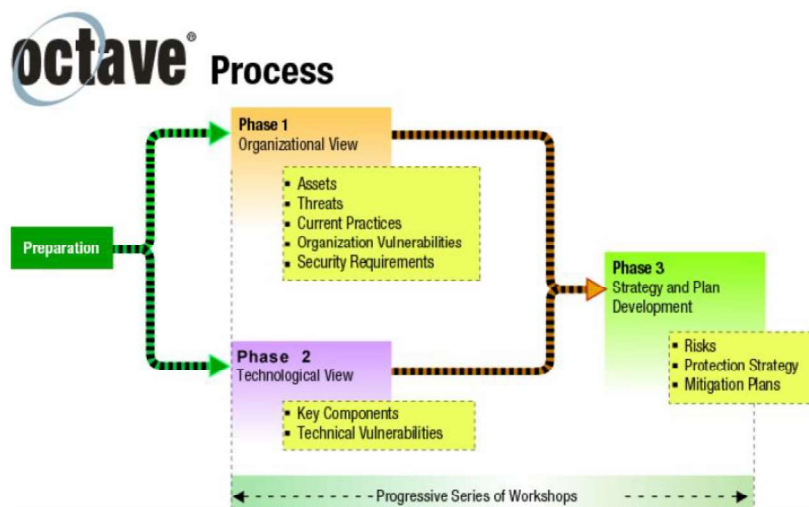 octave® Process
Phase 1
Organizational View
▪ Assets
▪ Threats
▪ Current Practices
▪ Organization Vulnerabilities
▪ Security Requirements
Preparation
Phase 3
Strategy and Plan
Development
▪ Risks
▪ Protection Strategy
▪ Mitigation Plans
Phase 2
Technological View
▪ Key Components
▪ Technical Vulnerabilities
Progressive Series of Workshops